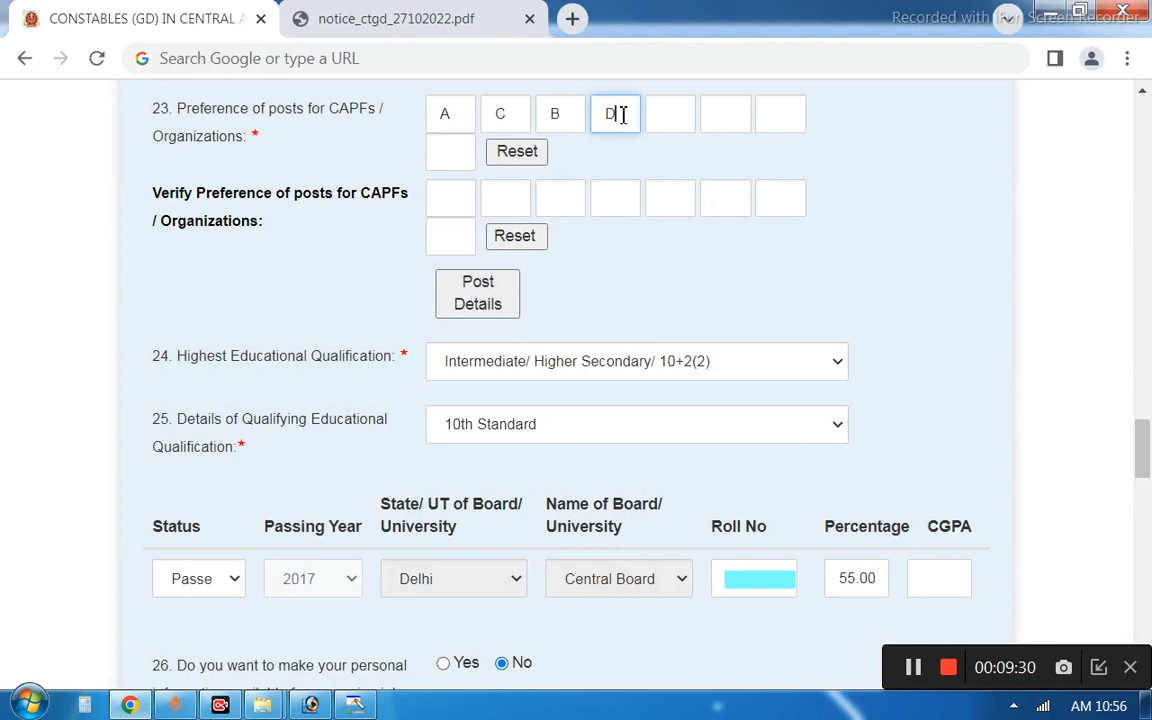 CONSTABLES (GD) IN CENTRAL A
notice_ctgd_27102022.pdf
Recorded with iFun Screen Recorder
Search Google or type a URL
23. Preference of posts for CAPFs /
Organizations: *
A C B D
Reset
Verify Preference of posts for CAPFs
/ Organizations:
Reset
Post
Details
24. Highest Educational Qualification: *
Intermediate/ Higher Secondary/ 10+2(2)
25. Details of Qualifying Educational
Qualification:*
10th Standard
Status Passing Year State/ UT of Board/ University Name of Board/ University Roll No Percentage CGPA
Passe 2017 Delhi Central Board 55.00
26. Do you want to make your personal
Yes No
00:09:30
AM 10:56